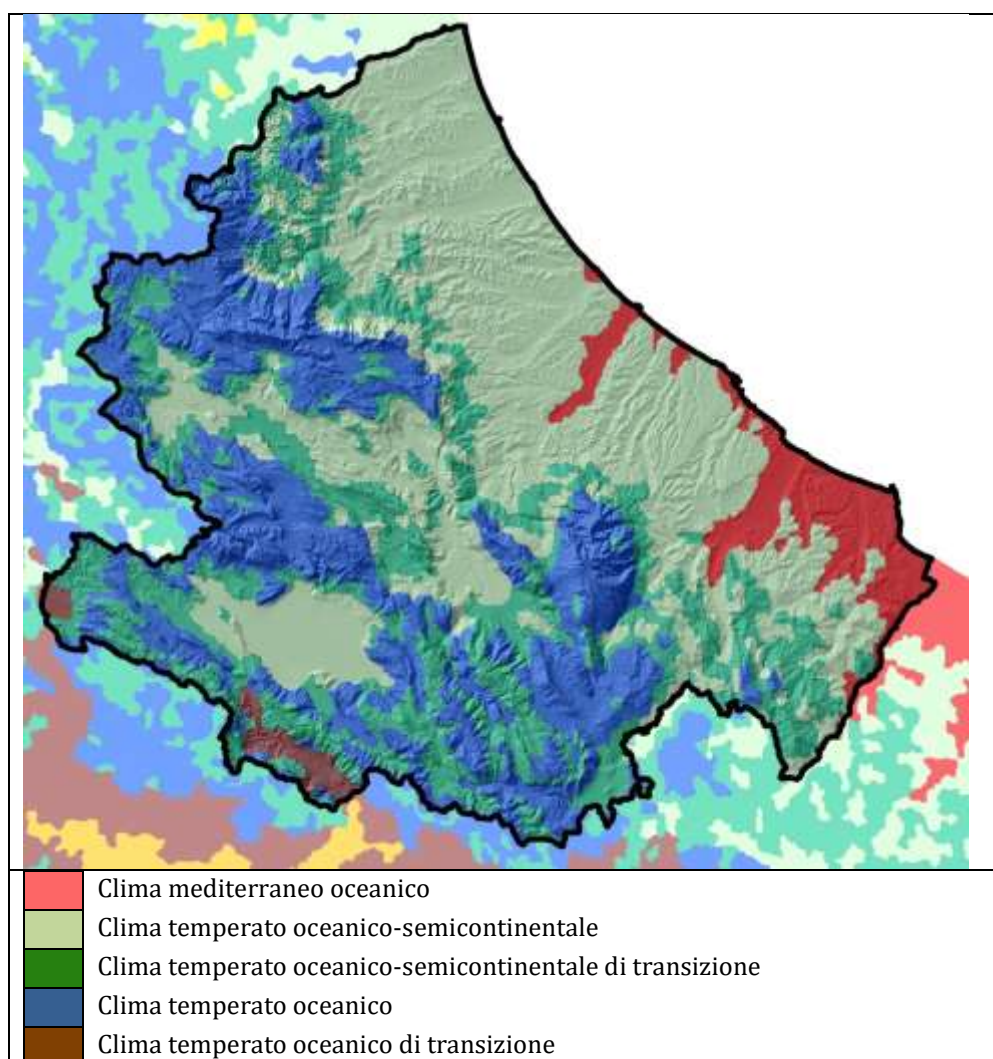 Clima mediterraneo oceanico
Clima temperato oceanico-semicontinentale
Clima temperato oceanico-semicontinentale di transizione
Clima temperato oceanico
Clima temperato oceanico di transizione